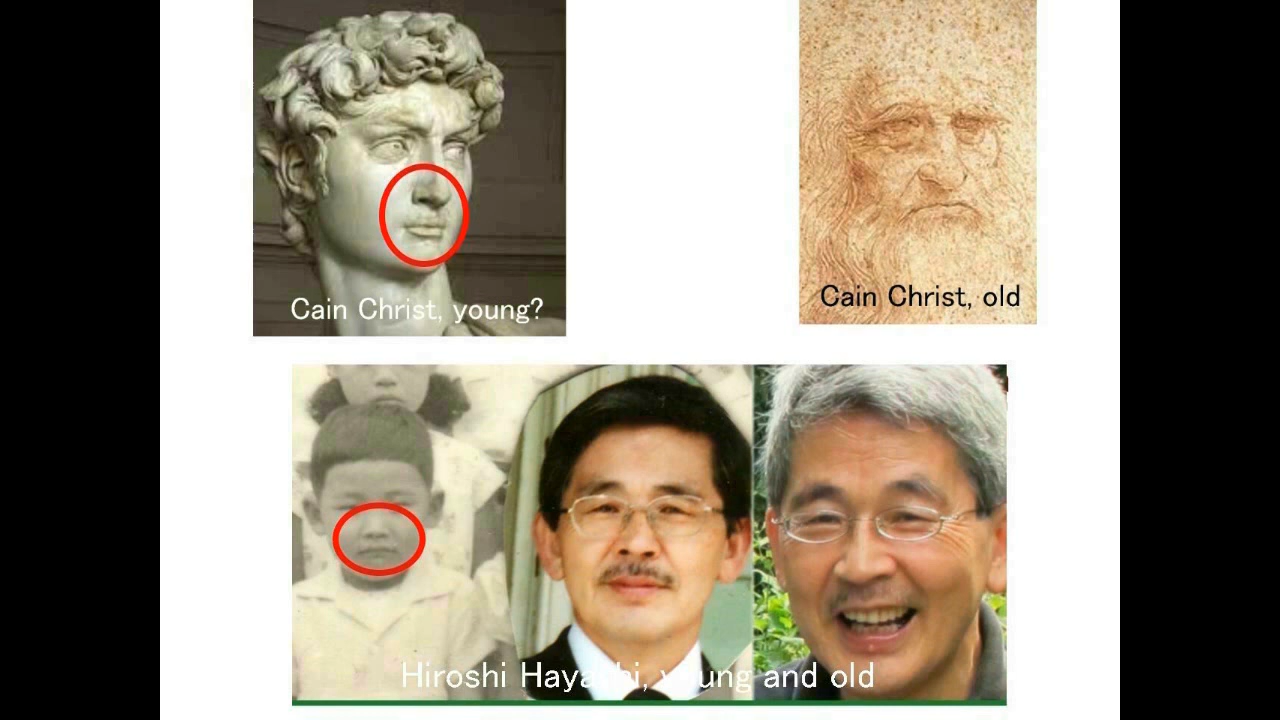 Cain Christ, young?
Cain Christ, old
Hiroshi Hayashi, young and old